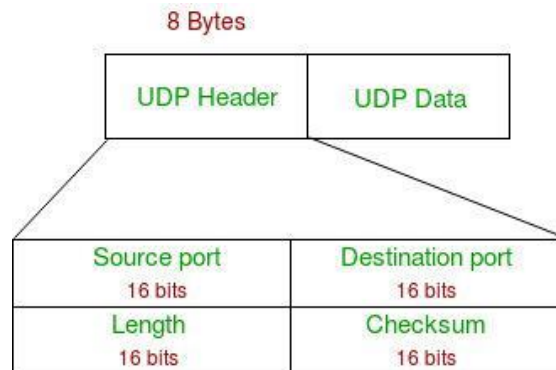 8 Bytes
UDP Header UDP Data
Source port Destination port
16 bits 16 bits
Length Checksum
16 bits 16 bits